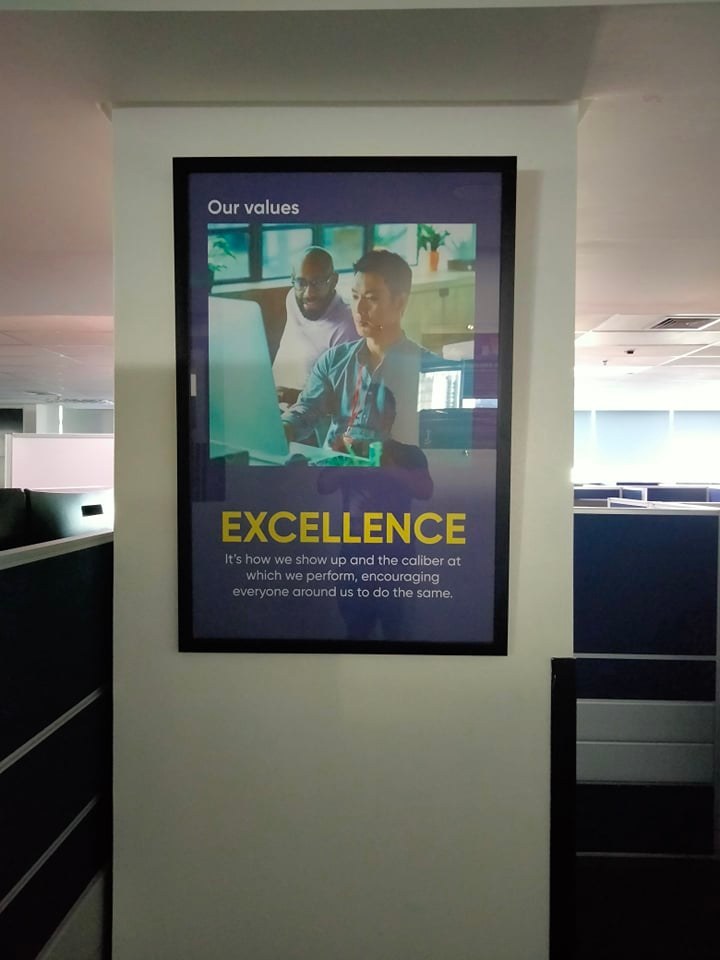 Our values
EXCELLENCE
It's how we show up and the caliber at
which we perform, encouraging
everyone around us to do the same.